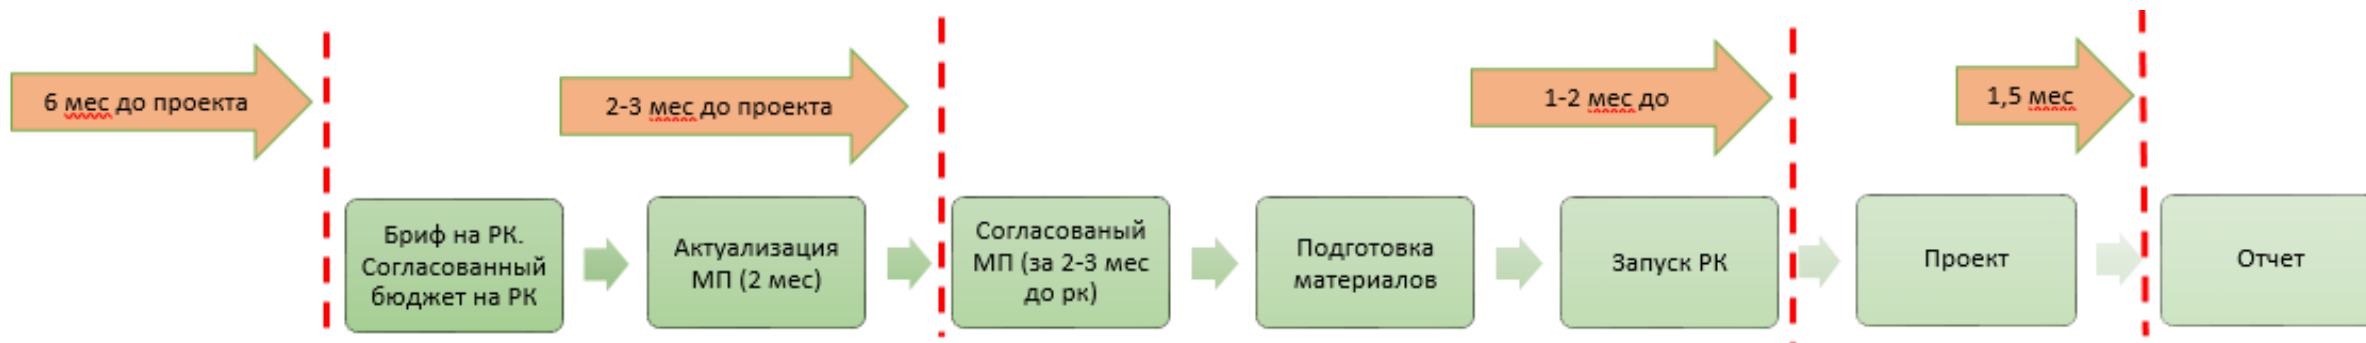 6 мес до проекта
2-3 мес до проекта
1-2 мес до
1,5 мес
Бриф на РК.
Согласованный
бюджет на РК
Актуализация
МП (2 мес)
Согласованый
МП (за 2-3 мес
до рк)
Подготовка
материалов
Запуск РК
Проект
Отчет